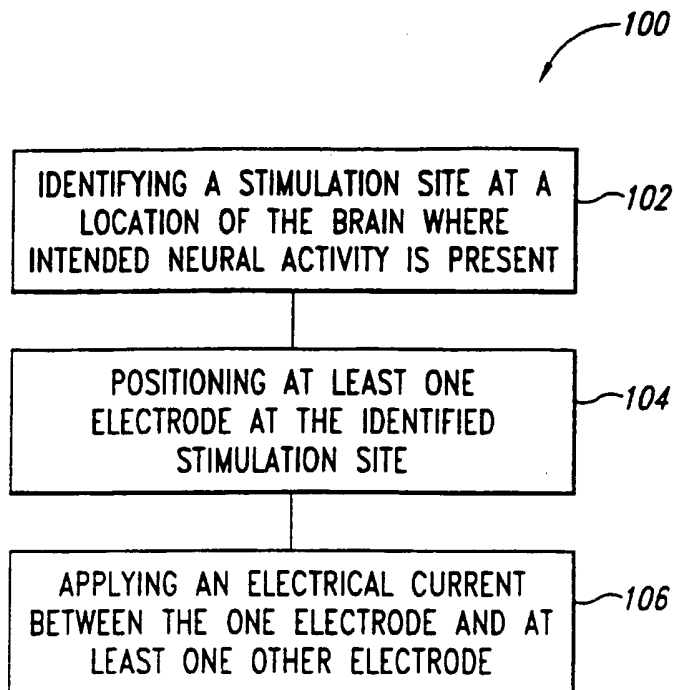 100
IDENTIFYING A STIMULATION SITE AT A
LOCATION OF THE BRAIN WHERE
INTENDED NEURAL ACTIVITY IS PRESENT
102
POSITIONING AT LEAST ONE
ELECTRODE AT THE IDENTIFIED
STIMULATION SITE
104
APPLYING AN ELECTRICAL CURRENT
BETWEEN THE ONE ELECTRODE AND AT
LEAST ONE OTHER ELECTRODE
106